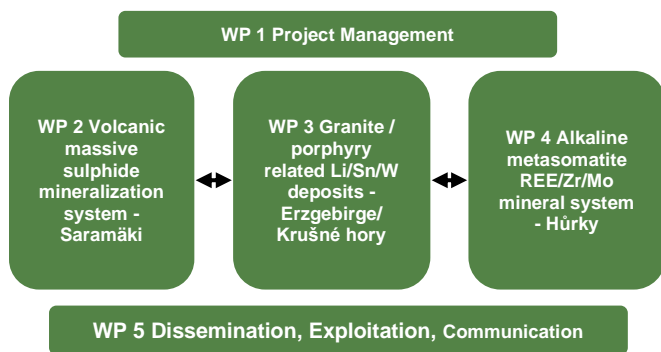 WP 1 Project Management
WP 2 Volcanic
massive
sulphide
mineralization
system -
Saramäki
WP 3 Granite /
porphyry
related Li/Sn/W
deposits -
Erzgebirge/
Krušné hory
WP 4 Alkaline
metasomatite
REE/Zr/Mo
mineral system
- Hůrky
WP 5 Dissemination, Exploitation, Communication